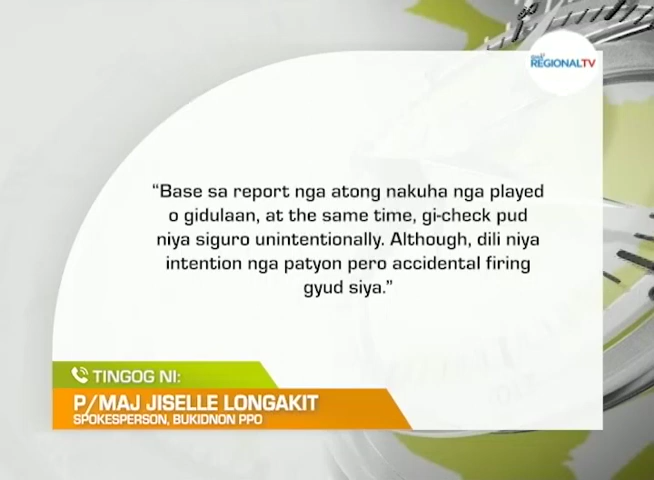 REGIONALTV
“Base sa report nga atong nakuha nga played
o gidulaan, at the same time, gi-check pud
niya siguro unintentionally. Although, dili niya
intention nga patyon pero accidental firing
gyud siya.”
TINGOG NI:
P/MAJ JISELLE LONGAKIT
SPOKESPERSON, BUKIDNON PPO